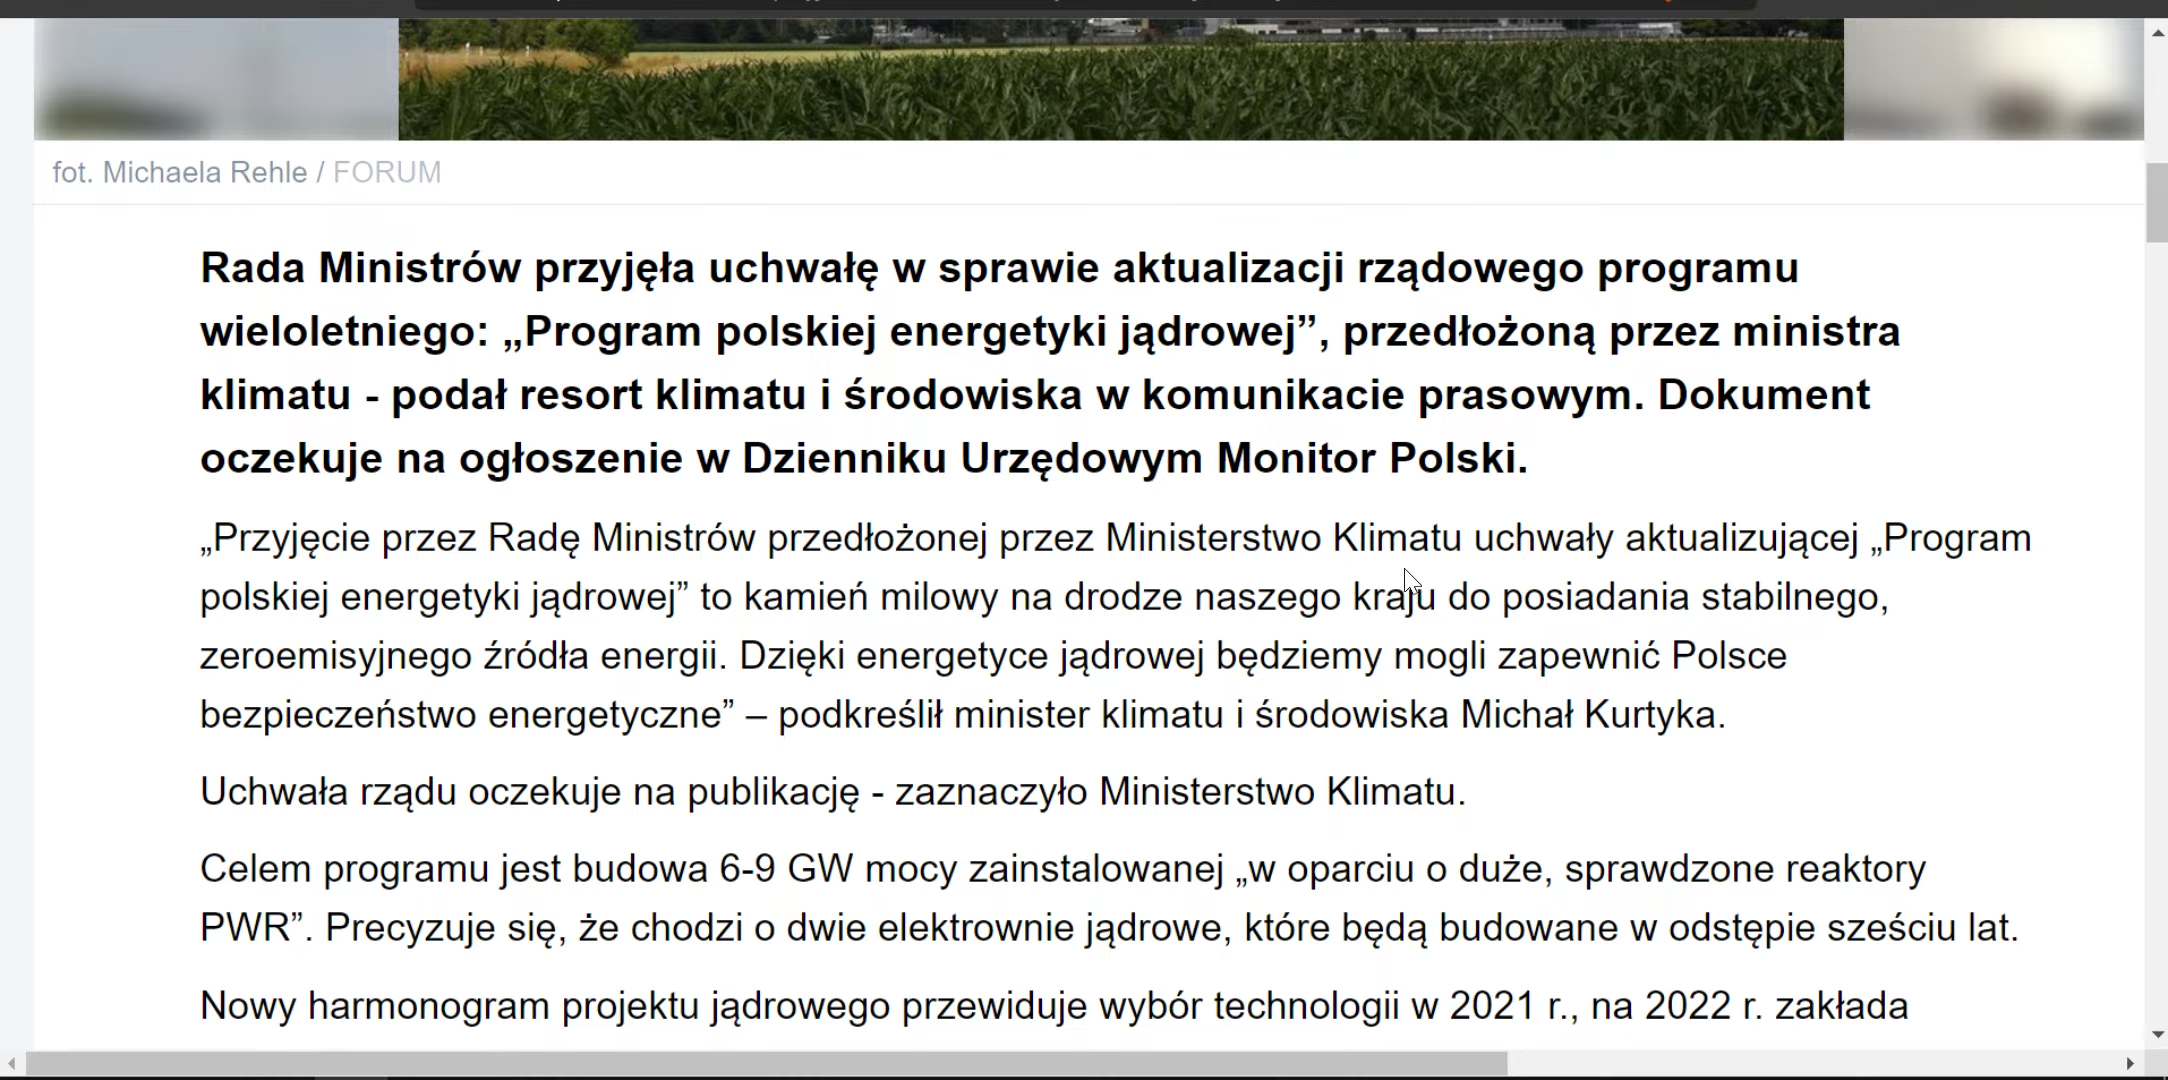 fot. Michaela Rehle / FORUM
Rada Ministrów przyjęła uchwałę w sprawie aktualizacji rządowego programu
wieloletniego: „Program polskiej energetyki jądrowej”, przedłożoną przez ministra
klimatu - podał resort klimatu i środowiska w komunikacie prasowym. Dokument
oczekuje na ogłoszenie w Dzienniku Urzędowym Monitor Polski.
„Przyjęcie przez Radę Ministrów przedłożonej przez Ministerstwo Klimatu uchwały aktualizującej „Program
polskiej energetyki jądrowej” to kamień milowy na drodze naszego kraju do posiadania stabilnego,
zeroemisyjnego źródła energii. Dzięki energetyce jądrowej będziemy mogli zapewnić Polsce
bezpieczeństwo energetyczne” – podkreślił minister klimatu i środowiska Michał Kurtyka.
Uchwała rządu oczekuje na publikację - zaznaczyło Ministerstwo Klimatu.
Celem programu jest budowa 6-9 GW mocy zainstalowanej „w oparciu o duże, sprawdzone reaktory
PWR”. Precyzuje się, że chodzi o dwie elektrownie jądrowe, które będą budowane w odstępie sześciu lat.
Nowy harmonogram projektu jądrowego przewiduje wybór technologii w 2021 r., na 2022 r. zakłada